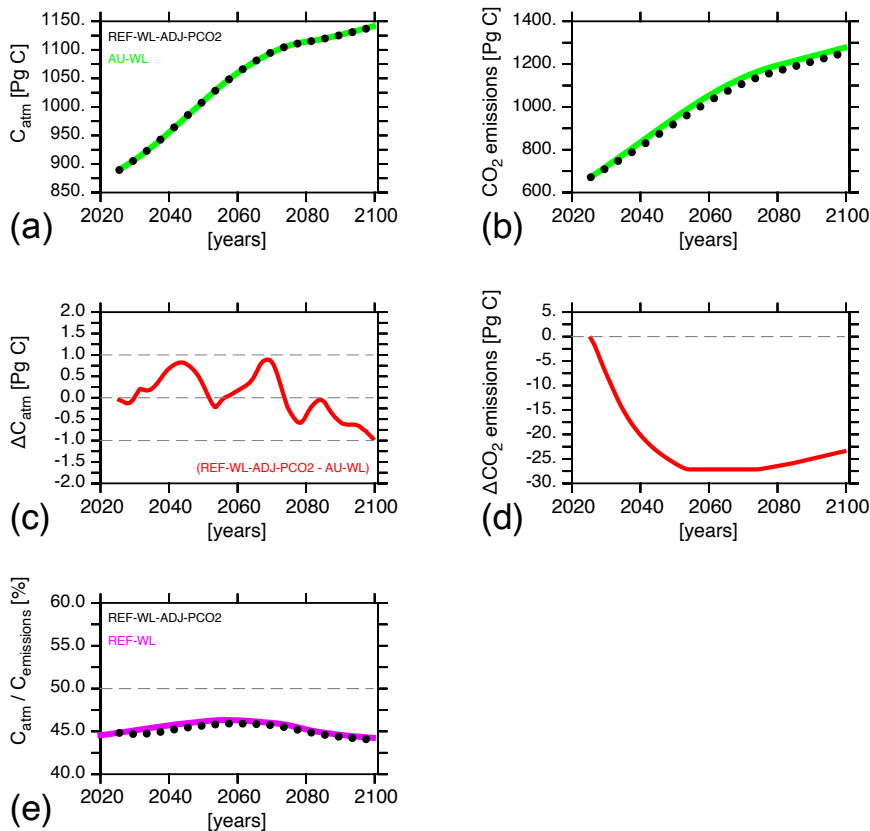 1150.
1100.
1050.
1000.
950.
900.
850.
C_atm [Pg C]
REF-WL-ADJ-PCO2
AU-WL
2020 2040 2060 2080 2100
[years]
(a)
1400.
1200.
1000.
800.
600.
CO₂ emissions [Pg C]
2020 2040 2060 2080 2100
[years]
(b)
2.0
1.5
1.0
0.5
0.0
-0.5
-1.0
-1.5
-2.0
ΔC_atm [Pg C]
(REF-WL-ADJ-PCO2 - AU-WL)
2020 2040 2060 2080 2100
[years]
(c)
5.
0.
-5.
-10.
-15.
-20.
-25.
-30.
ΔCO₂ emissions [Pg C]
2020 2040 2060 2080 2100
[years]
(d)
60.0
55.0
50.0
45.0
40.0
C_atm / C_emissions [%]
REF-WL-ADJ-PCO2
REF-WL
2020 2040 2060 2080 2100
[years]
(e)